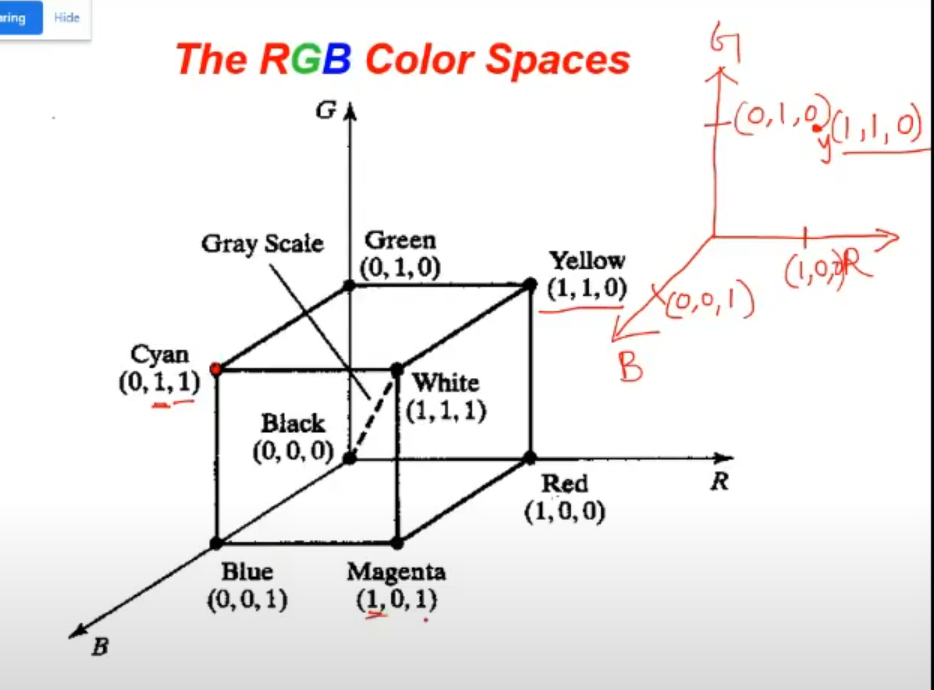 aring Hide
The RGB Color Spaces
G
Gray Scale
Green
(0, 1, 0)
Yellow
(1, 1, 0)
Cyan
(0, 1, 1)
White
(1, 1, 1)
Black
(0, 0, 0)
R
Red
(1, 0, 0)
Blue
(0, 0, 1)
Magenta
(1, 0, 1)
B
G
(0,1,0)
y (1,1,0)
(1,0,0)
R
(0,0,1)
B